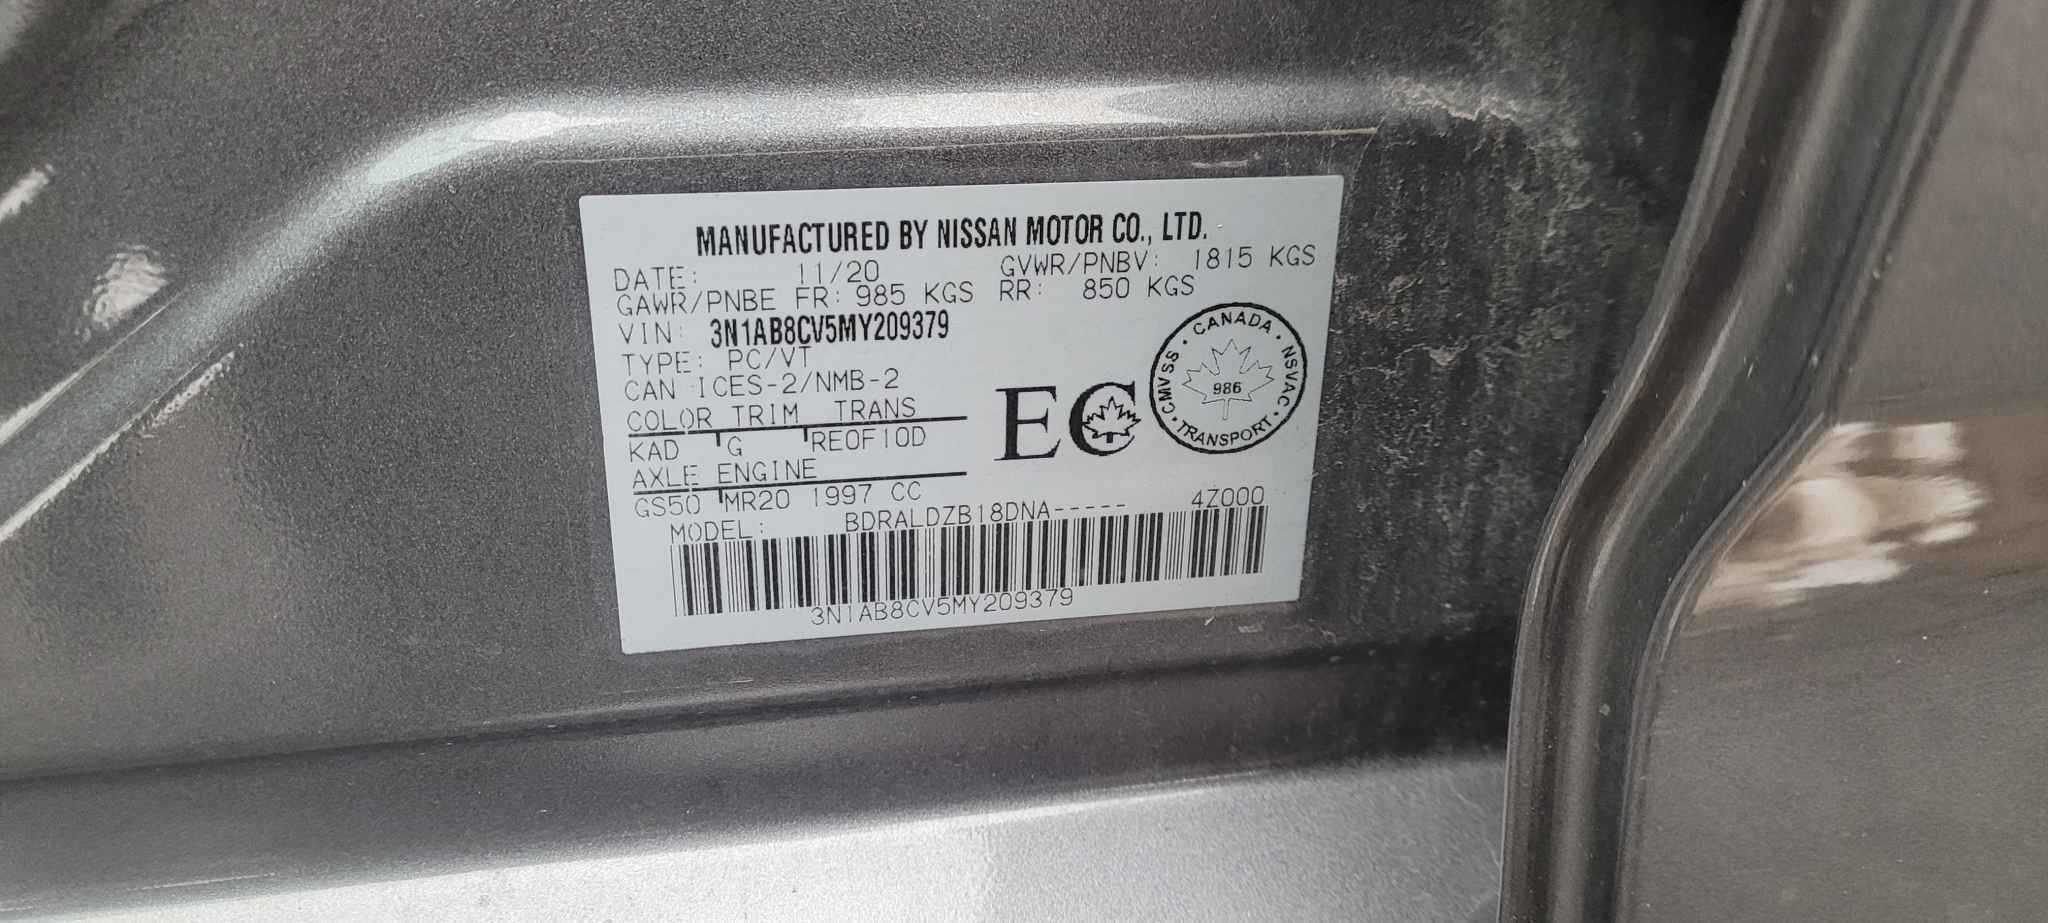 MANUFACTURED BY NISSAN MOTOR CO., LTD.
DATE: 11/20 GVWR/PNBV: 1815 KGS
GAWR/PNBE FR: 985 KGS RR: 850 KGS
VIN: 3N1AB8CV5MY209379
TYPE: PC/VT
CAN ICES-2/NMB-2
COLOR TRIM TRANS
KAD G RE0F10D
AXLE ENGINE
GS50 MR20 1997 CC
EC
CANADA · NSVAC · TRANSPORT · CMVSS ·
986
MODEL: BDRALDZB18DNA----- 4Z000
3N1AB8CV5MY209379